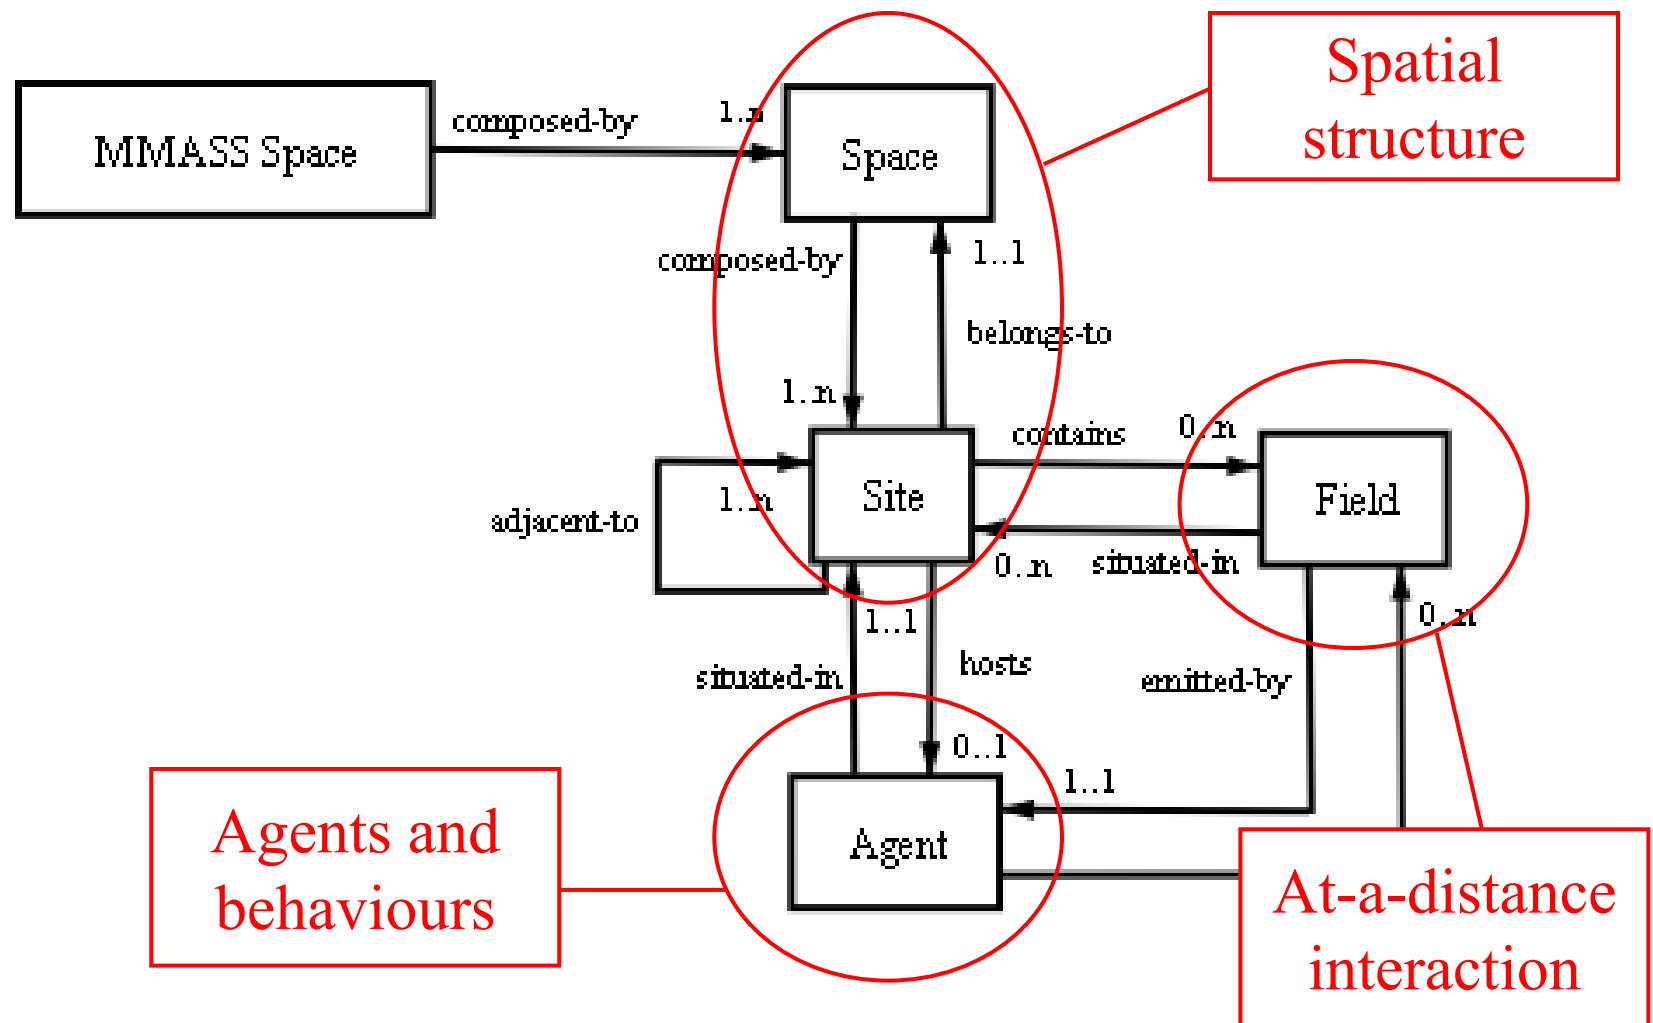 Spatial
structure
MMASS Space
composed-by
1..n
Space
composed-by
1..1
belongs-to
1..n
contains
0..n
adjacent-to
1..n
Site
Field
0..n
situated-in
1..1
0..n
situated-in
hosts
emitted-by
0..1
1..1
Agents and
behaviours
Agent
At-a-distance
interaction